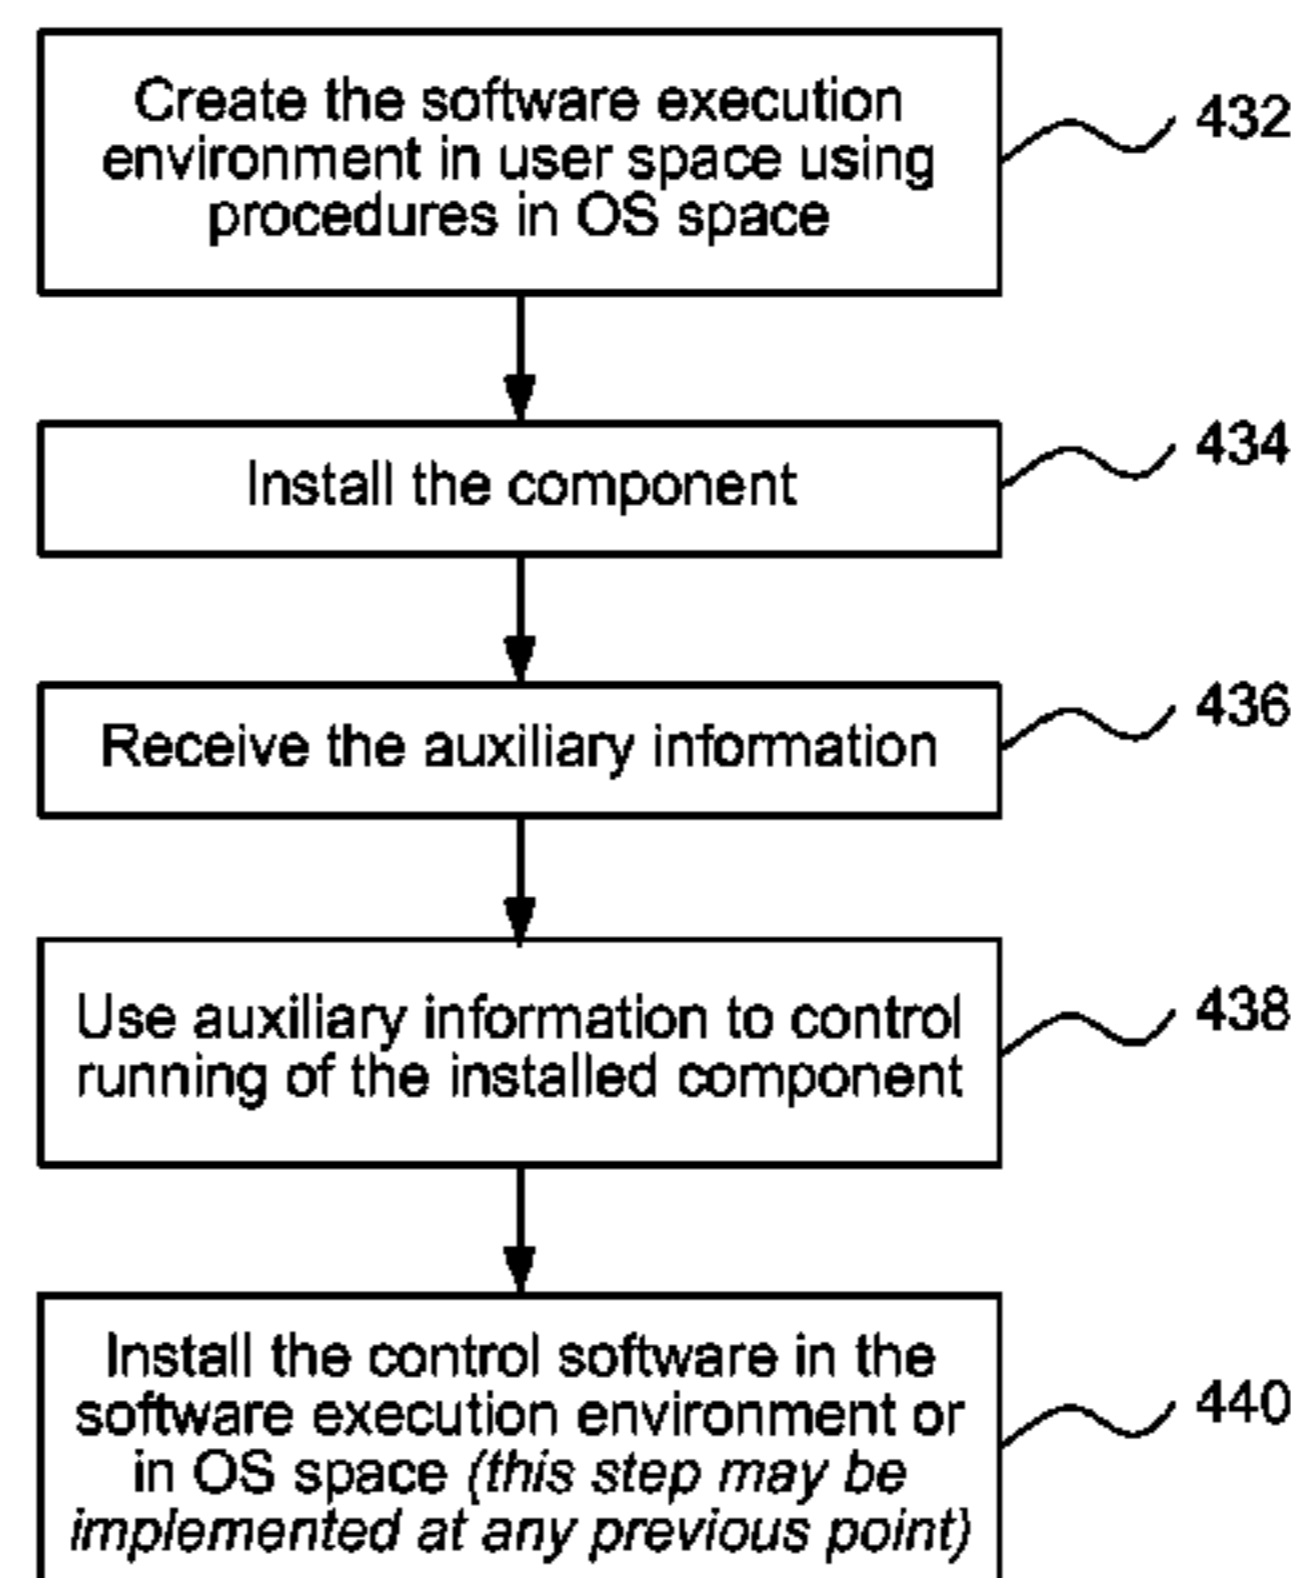 Create the software execution
environment in user space using
procedures in OS space
432
Install the component
434
Receive the auxiliary information
436
Use auxiliary information to control
running of the installed component
438
Install the control software in the
software execution environment or
in OS space (this step may be
implemented at any previous point)
440